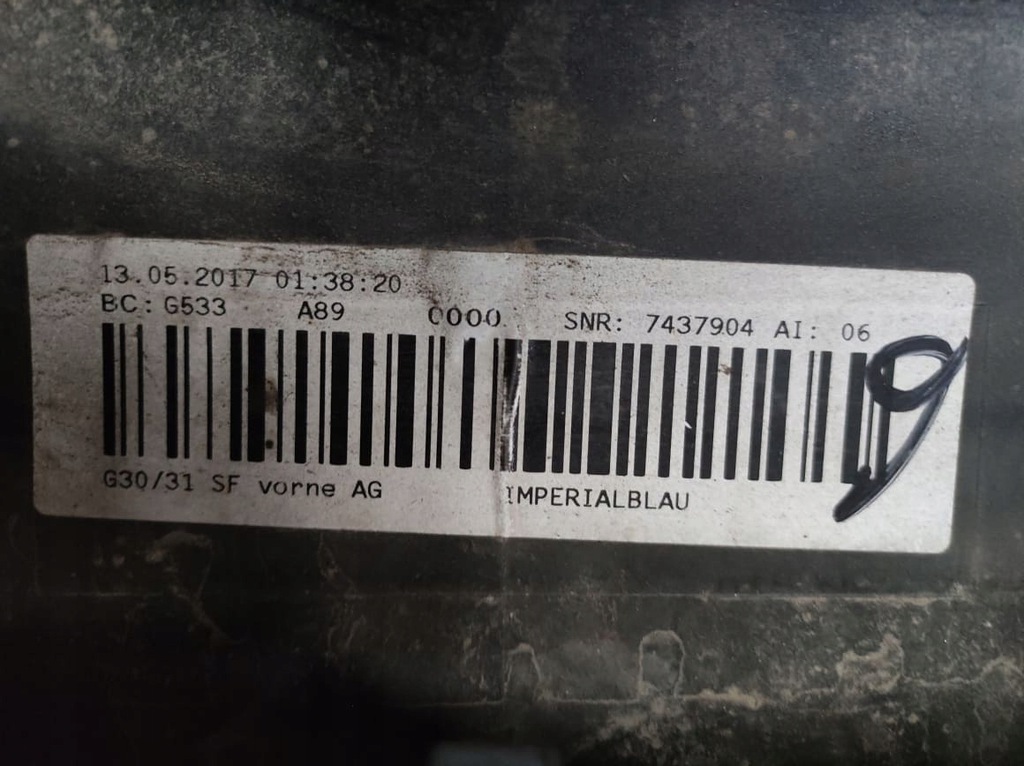 13.05.2017 01:38:20
BC: G533 A89 0000 SNR: 7437904 AI: 06
G30/31 SF vorne AG IMPERIALBLAU
9